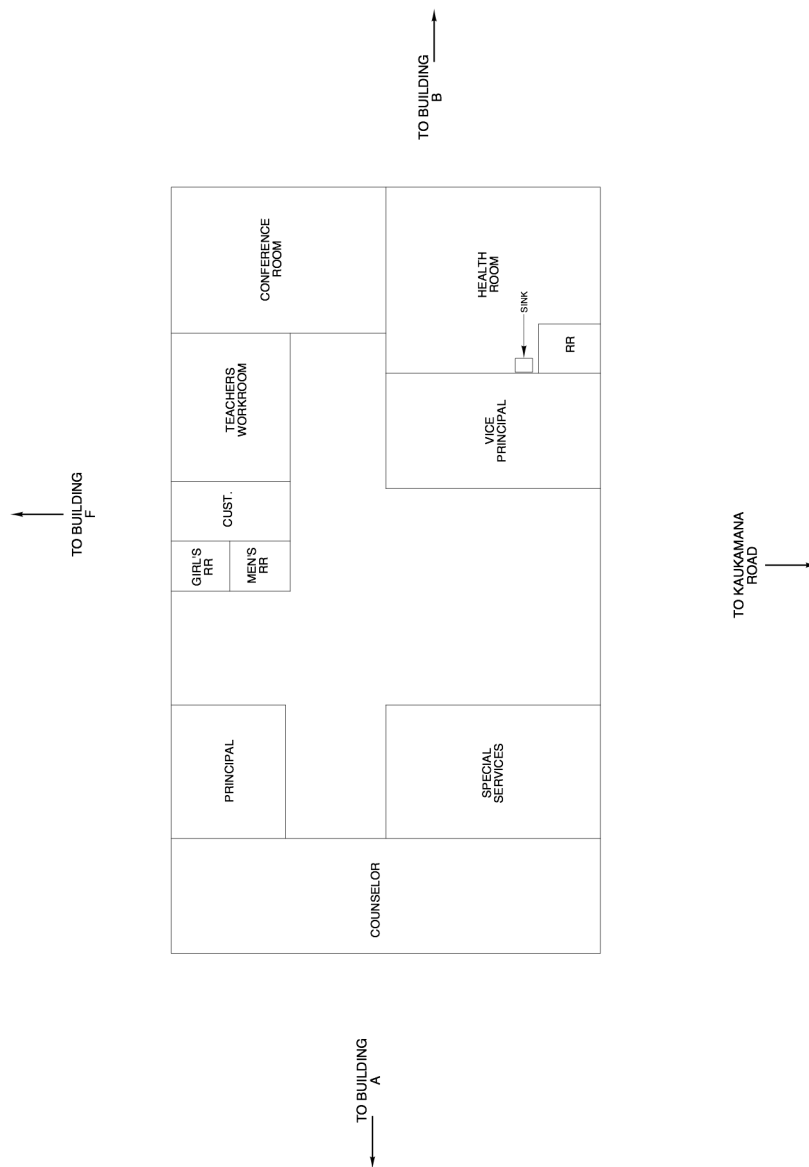 TO BUILDING
F
TO BUILDING
A
COUNSELOR
PRINCIPAL
SPECIAL
SERVICES
GIRL'S
RR
MEN'S
RR
CUST.
TEACHERS
WORKROOM
CONFERENCE
ROOM
VICE
PRINCIPAL
HEALTH
ROOM
SINK
RR
TO BUILDING
B
TO KAUKAMANA
ROAD